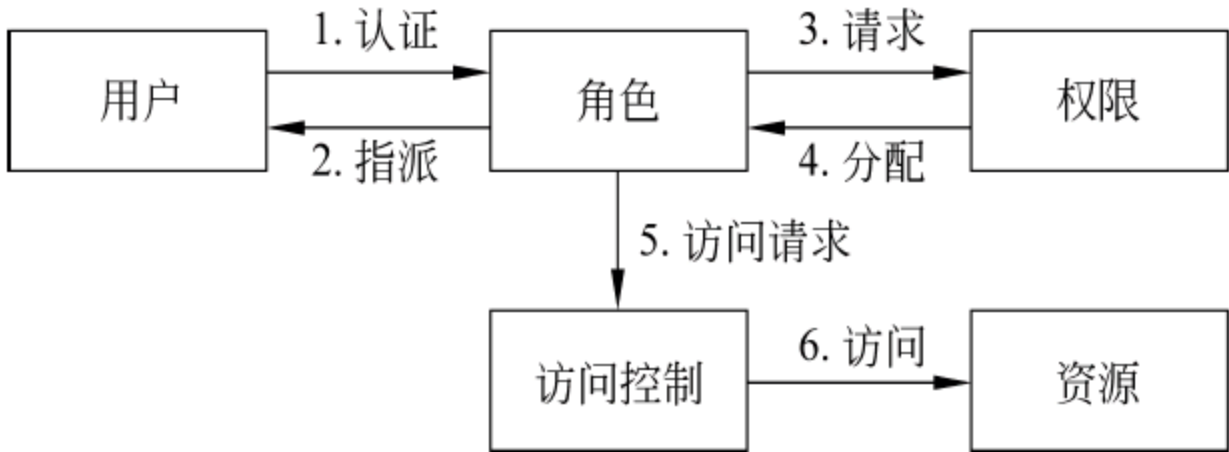 1. 认证
3. 请求
用户
角色
权限
2. 指派
4. 分配
5. 访问请求
6. 访问
访问控制
资源